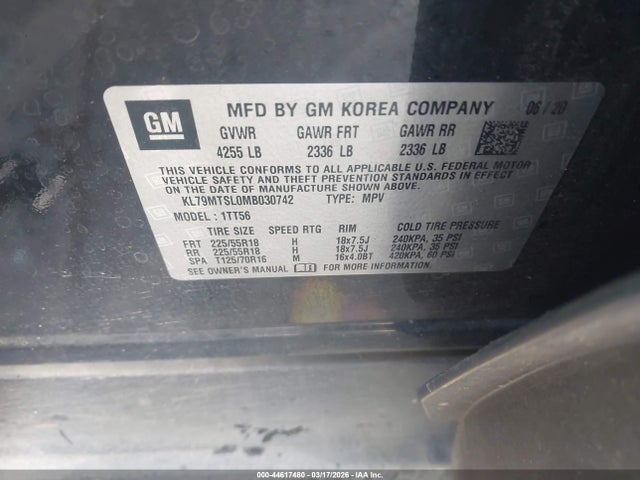 GM
MFD BY GM KOREA COMPANY 06/20
GVWR GAWR FRT GAWR RR
4255 LB 2336 LB 2336 LB
THIS VEHICLE CONFORMS TO ALL APPLICABLE U.S. FEDERAL MOTOR
VEHICLE SAFETY AND THEFT PREVENTION STANDARDS IN EFFECT ON
THE DATE OF MANUFACTURE SHOWN ABOVE.
KL79MTSL0MB030742 TYPE: MPV
MODEL: 1TT56
TIRE SIZE SPEED RTG RIM COLD TIRE PRESSURE
FRT 225/55R18 H 18x7.5J 240KPA, 35 PSI
RR 225/55R18 H 18x7.5J 240KPA, 35 PSI
SPA T125/70R16 M 16x4.0BT 420KPA, 60 PSI
SEE OWNER'S MANUAL FOR MORE INFORMATION.
000-44617480 03/17/2026 IAA Inc.